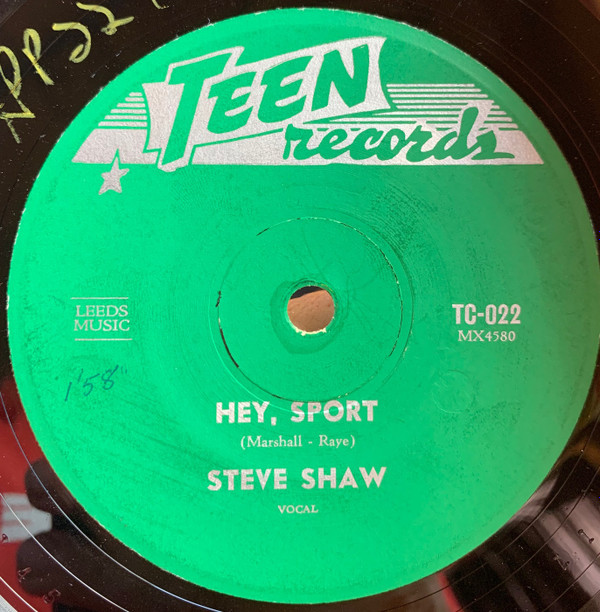 TEEN
records
LEEDS
MUSIC
TC-022
MX4580
1'58"
HEY, SPORT
(Marshall - Raye)
STEVE SHAW
VOCAL